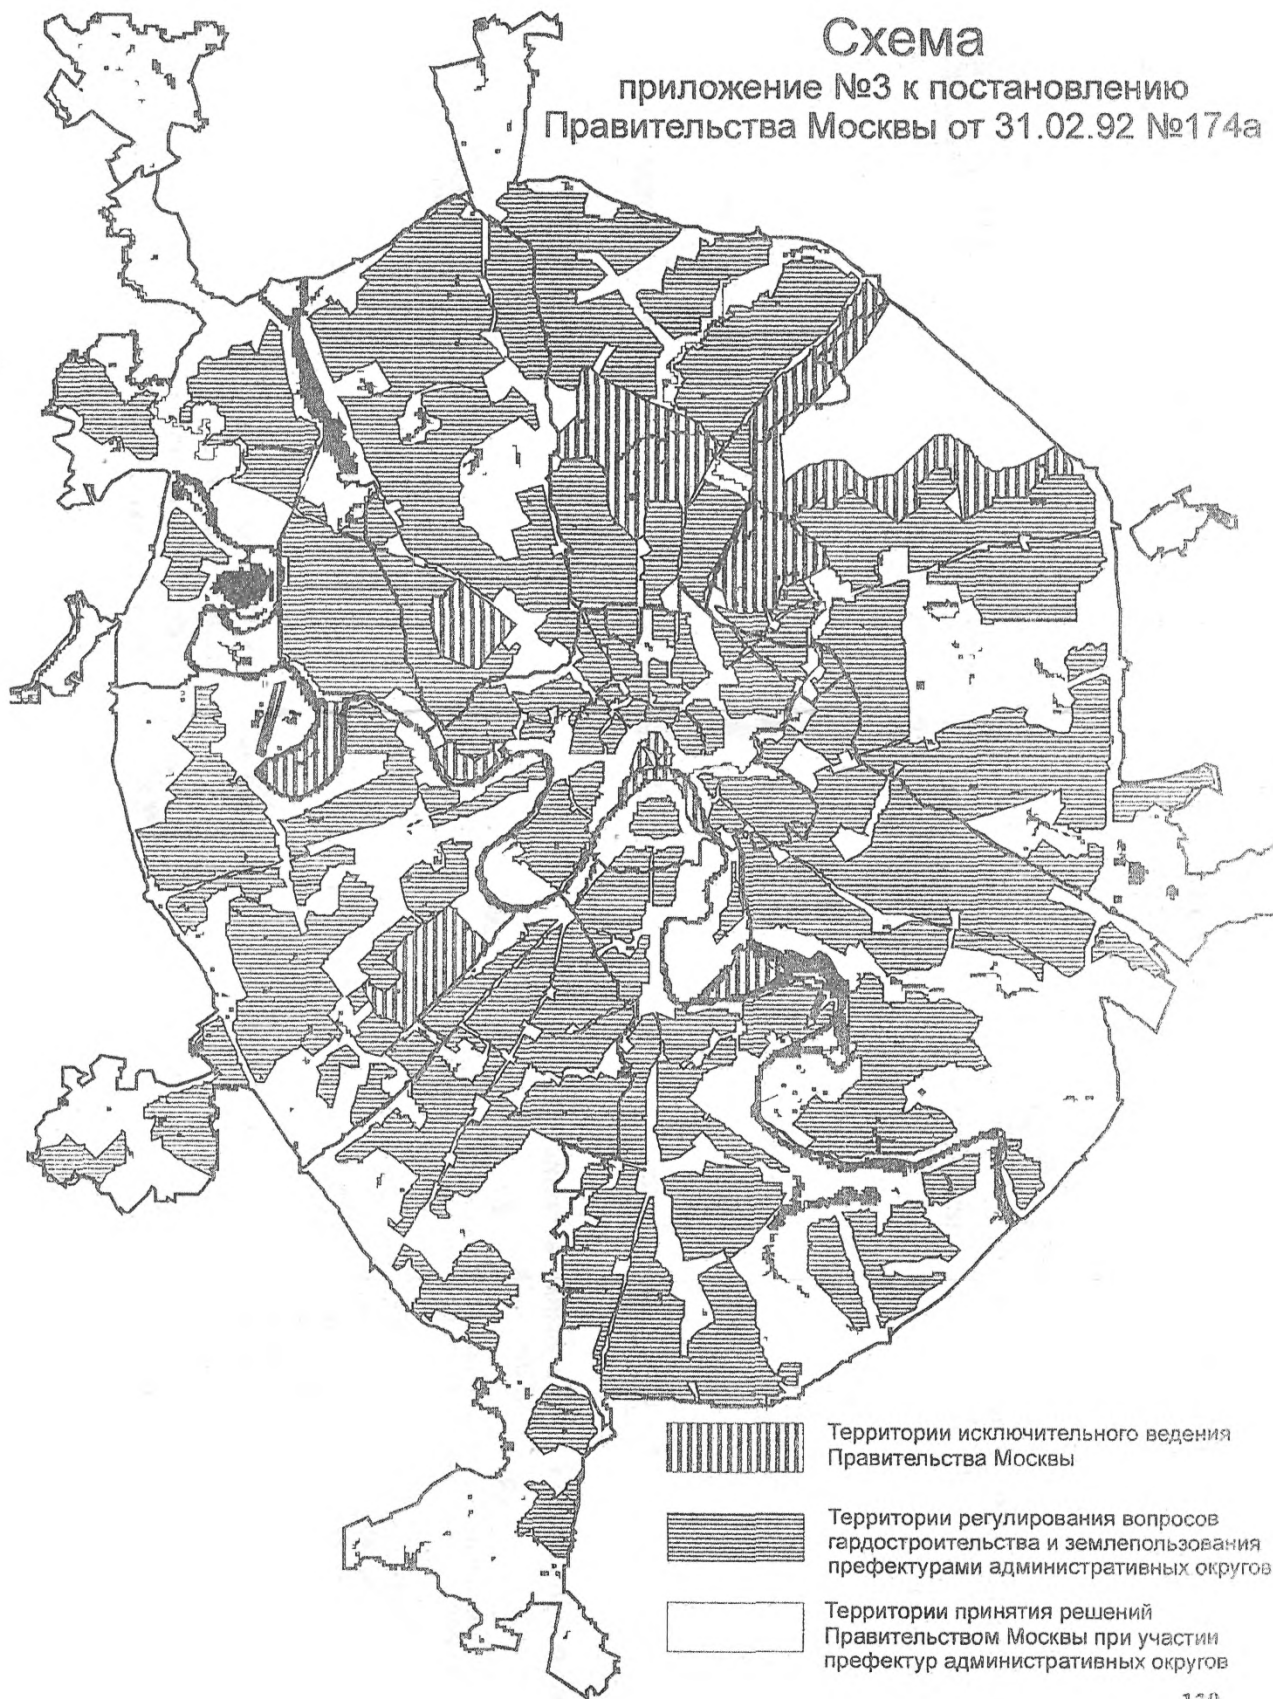 Схема
приложение №3 к постановлению
Правительства Москвы от 31.02.92 №174а
Территории исключительного ведения
Правительства Москвы
Территории регулирования вопросов
гардостроительства и землепользования
префектурами административных округов
Территории принятия решений
Правительством Москвы при участии
префектур административных округов